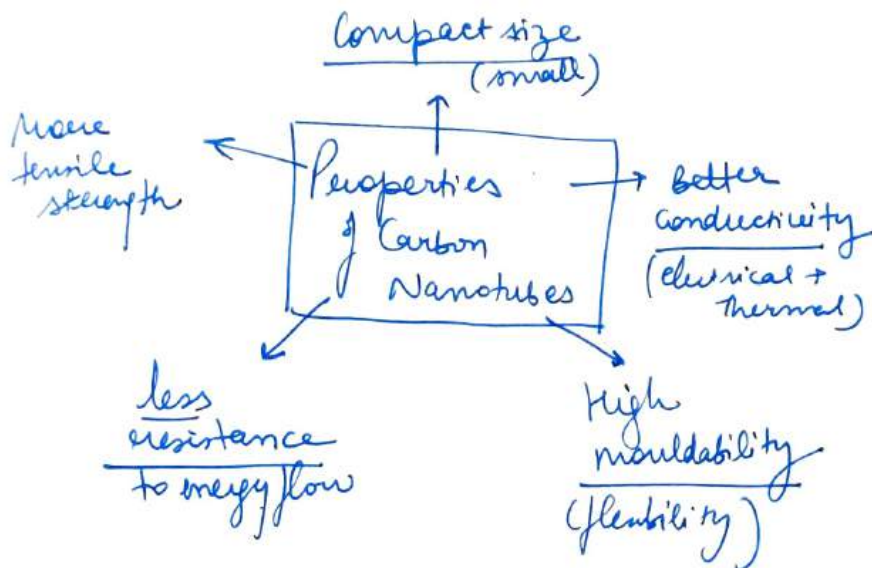 Compact size
(small)
More
tensile
strength
Properties
of Carbon
Nanotubes
Better
conductivity
(electrical +
thermal)
less
resistance
to energy flow
High
mouldability
(flexibility)